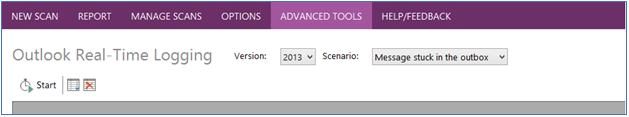 NEW SCAN REPORT MANAGE SCANS OPTIONS ADVANCED TOOLS HELP/FEEDBACK
Outlook Real-Time Logging Version: 2013 Scenario: Message stuck in the outbox
Start